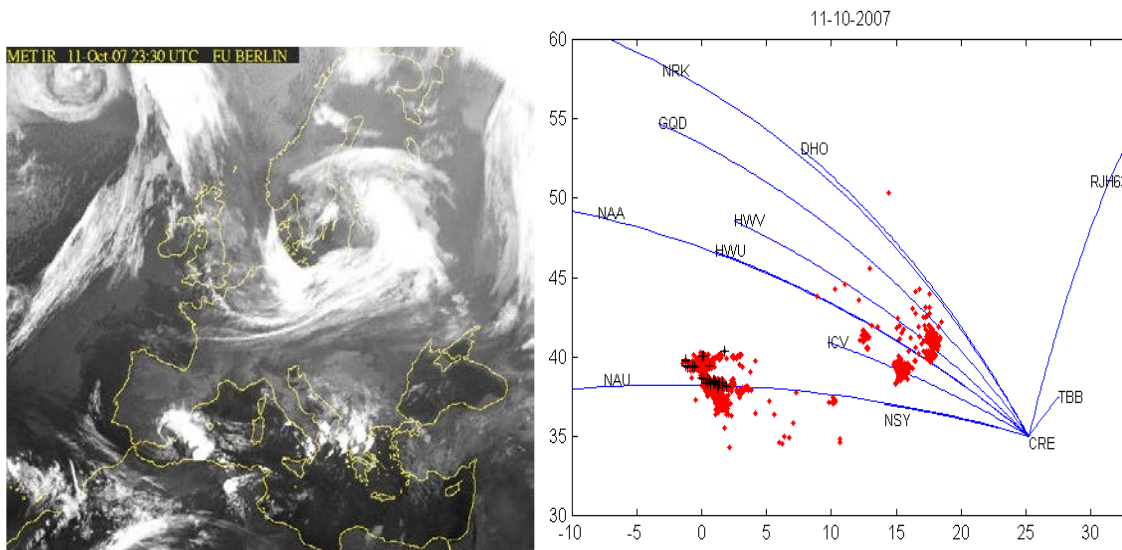 MET IR 11-Oct-07 23:30 UTC FU BERLIN
11-10-2007
60
55
50
45
40
35
30
-10
-5
0
5
10
15
20
25
30
NRK
GQD
DHO
RJH63
NAA
HWV
HWU
ICV
NAU
NSY
TBB
CRE